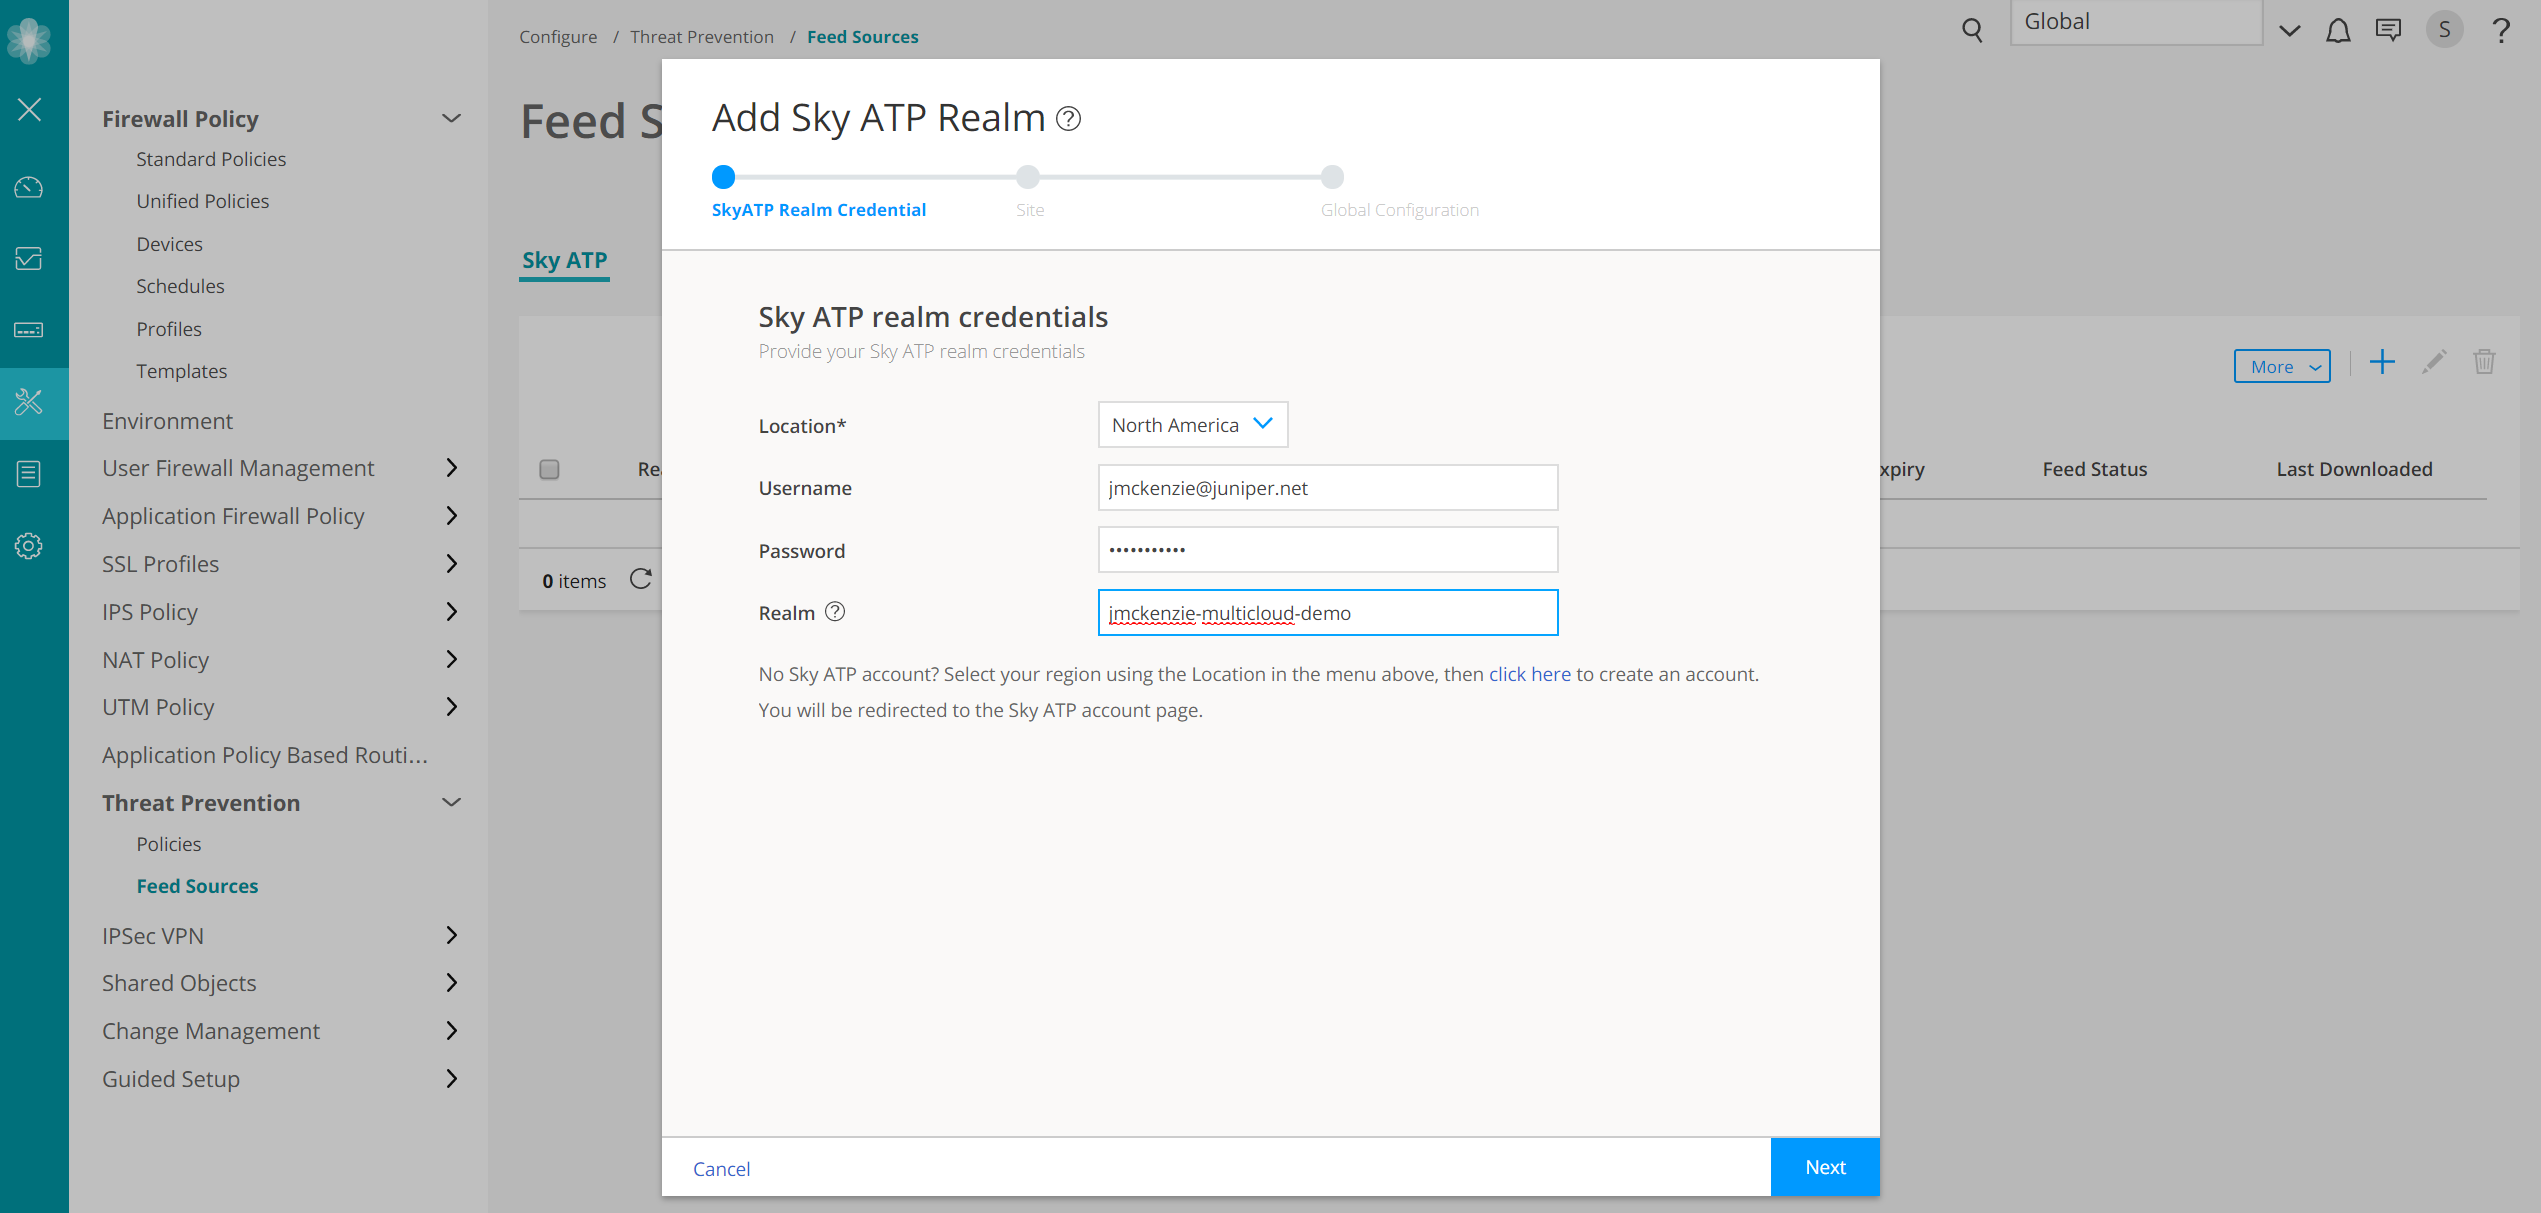 Configure / Threat Prevention / Feed Sources
Global
S
?
Firewall Policy
Standard Policies
Unified Policies
Devices
Schedules
Profiles
Templates
Environment
User Firewall Management
Application Firewall Policy
SSL Profiles
IPS Policy
NAT Policy
UTM Policy
Application Policy Based Routi...
Threat Prevention
Policies
Feed Sources
IPSec VPN
Shared Objects
Change Management
Guided Setup
Feed S
Sky ATP
More
Re
xpiry
Feed Status
Last Downloaded
0 items
Add Sky ATP Realm ?
SkyATP Realm Credential
Site
Global Configuration
Sky ATP realm credentials
Provide your Sky ATP realm credentials
Location* North America
Username jmckenzie@juniper.net
Password •••••••••••
Realm ? jmckenzie-multicloud-demo
No Sky ATP account? Select your region using the Location in the menu above, then click here to create an account.
You will be redirected to the Sky ATP account page.
Cancel
Next